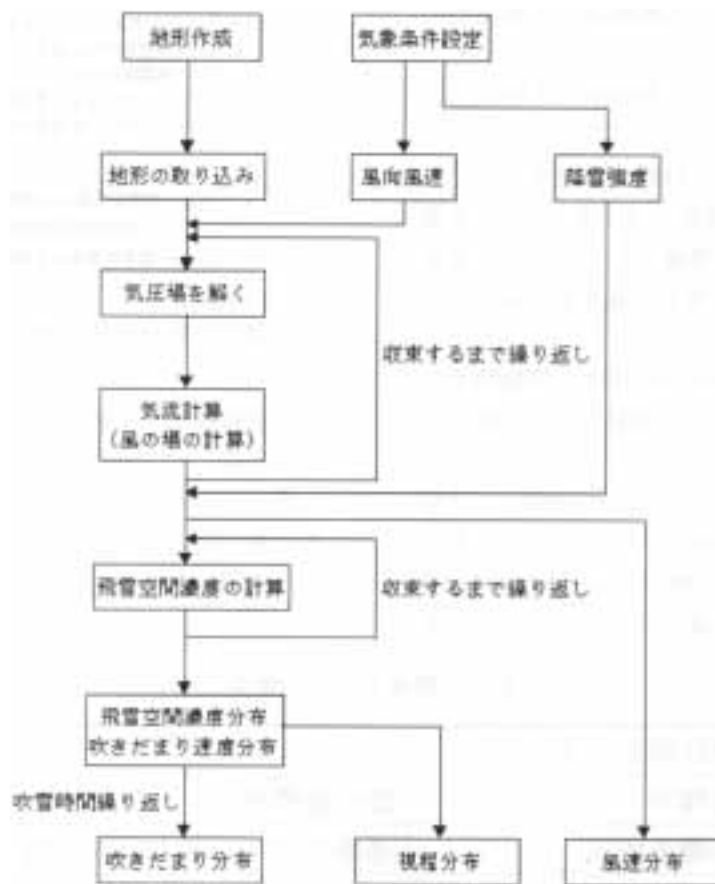 地形作成
気象条件設定
地形の取り込み
風向風速
降雪強度
気圧場を解く
収束するまで繰り返し
気流計算
(風の場の計算)
飛雪空間濃度の計算
収束するまで繰り返し
飛雪空間濃度分布
吹きだまり速度分布
吹雪時間繰り返し
吹きだまり分布
視程分布
風速分布